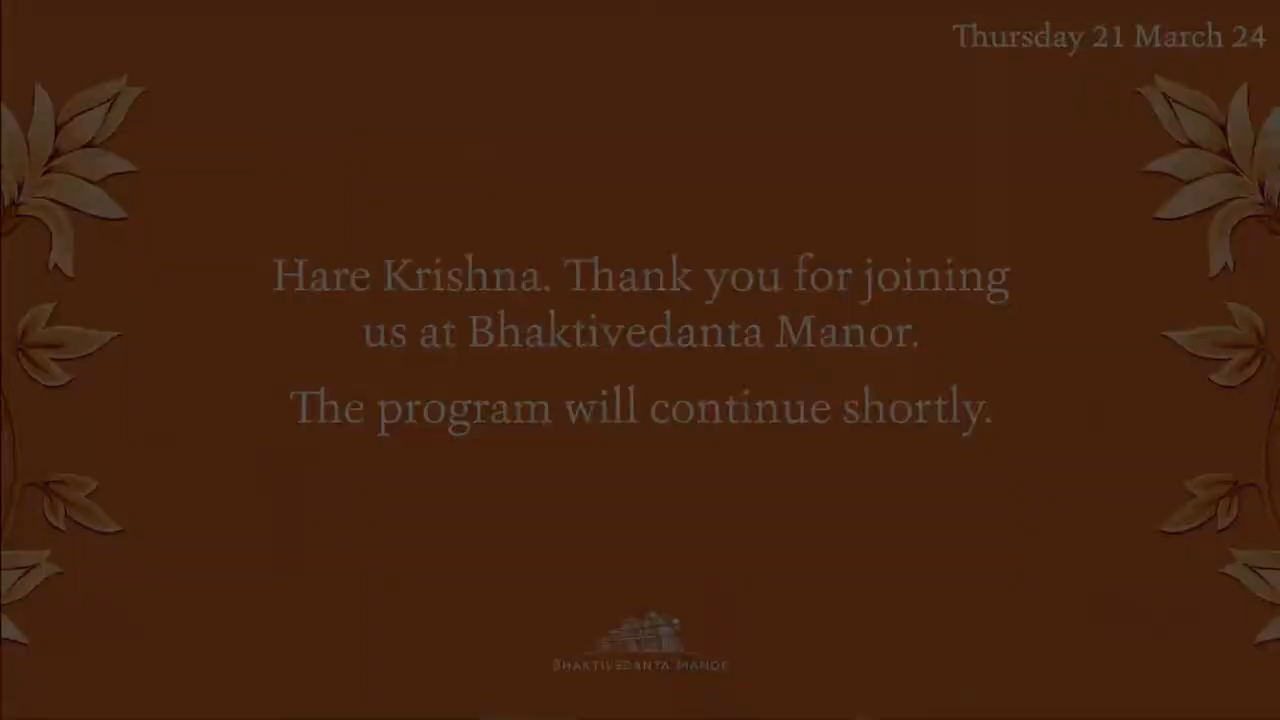 Thursday 21 March 24
Hare Krishna. Thank you for joining
us at Bhaktivedanta Manor.
The program will continue shortly.
BHAKTIVEDANTA MANOR